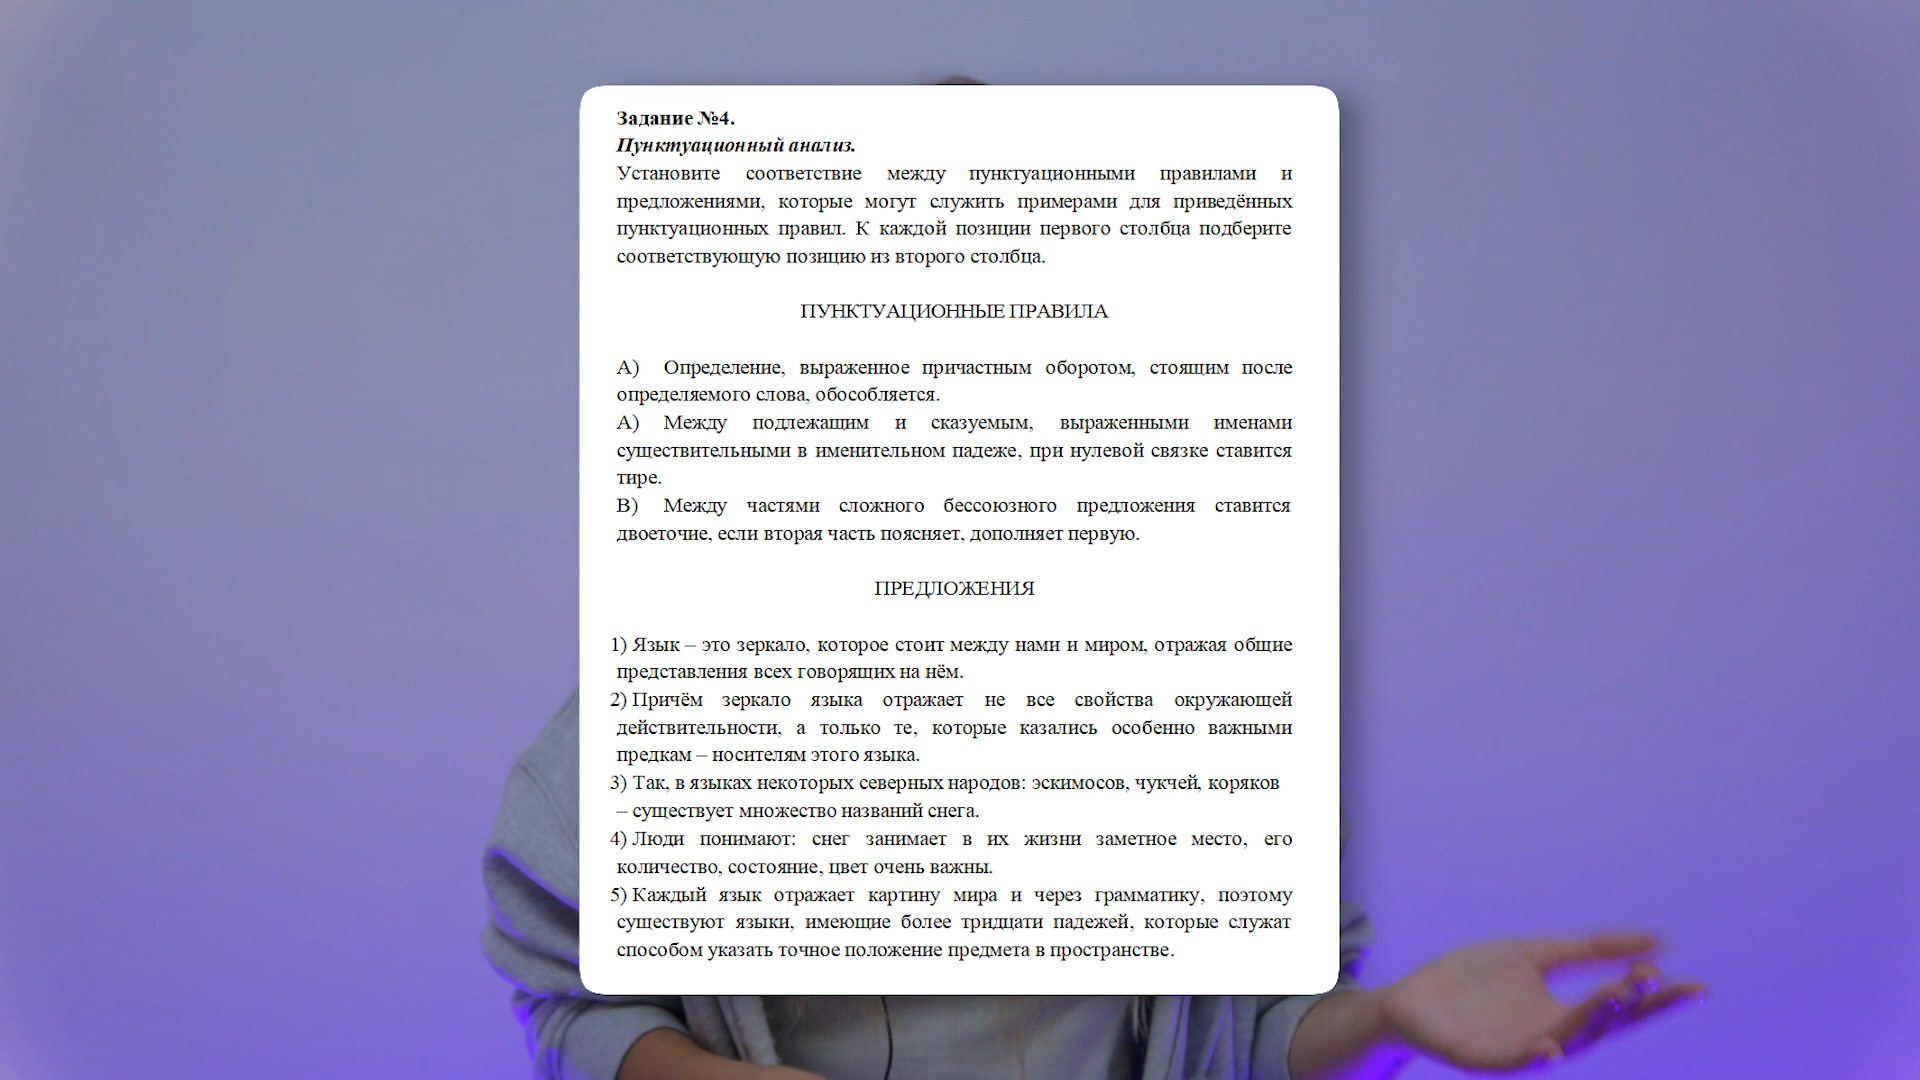 Задание №4.
Пунктуационный анализ.
Установите соответствие между пунктуационными правилами и
предложениями, которые могут служить примерами для приведённых
пунктуационных правил. К каждой позиции первого столбца подберите
соответствующую позицию из второго столбца.
ПУНКТУАЦИОННЫЕ ПРАВИЛА
А) Определение, выраженное причастным оборотом, стоящим после
определяемого слова, обособляется.
А) Между подлежащим и сказуемым, выраженными именами
существительными в именительном падеже, при нулевой связке ставится
тире.
В) Между частями сложного бессоюзного предложения ставится
двоеточие, если вторая часть поясняет, дополняет первую.
ПРЕДЛОЖЕНИЯ
1) Язык – это зеркало, которое стоит между нами и миром, отражая общие
представления всех говорящих на нём.
2) Причём зеркало языка отражает не все свойства окружающей
действительности, а только те, которые казались особенно важными
предкам – носителям этого языка.
3) Так, в языках некоторых северных народов: эскимосов, чукчей, коряков
– существует множество названий снега.
4) Люди понимают: снег занимает в их жизни заметное место, его
количество, состояние, цвет очень важны.
5) Каждый язык отражает картину мира и через грамматику, поэтому
существуют языки, имеющие более тридцати падежей, которые служат
способом указать точное положение предмета в пространстве.